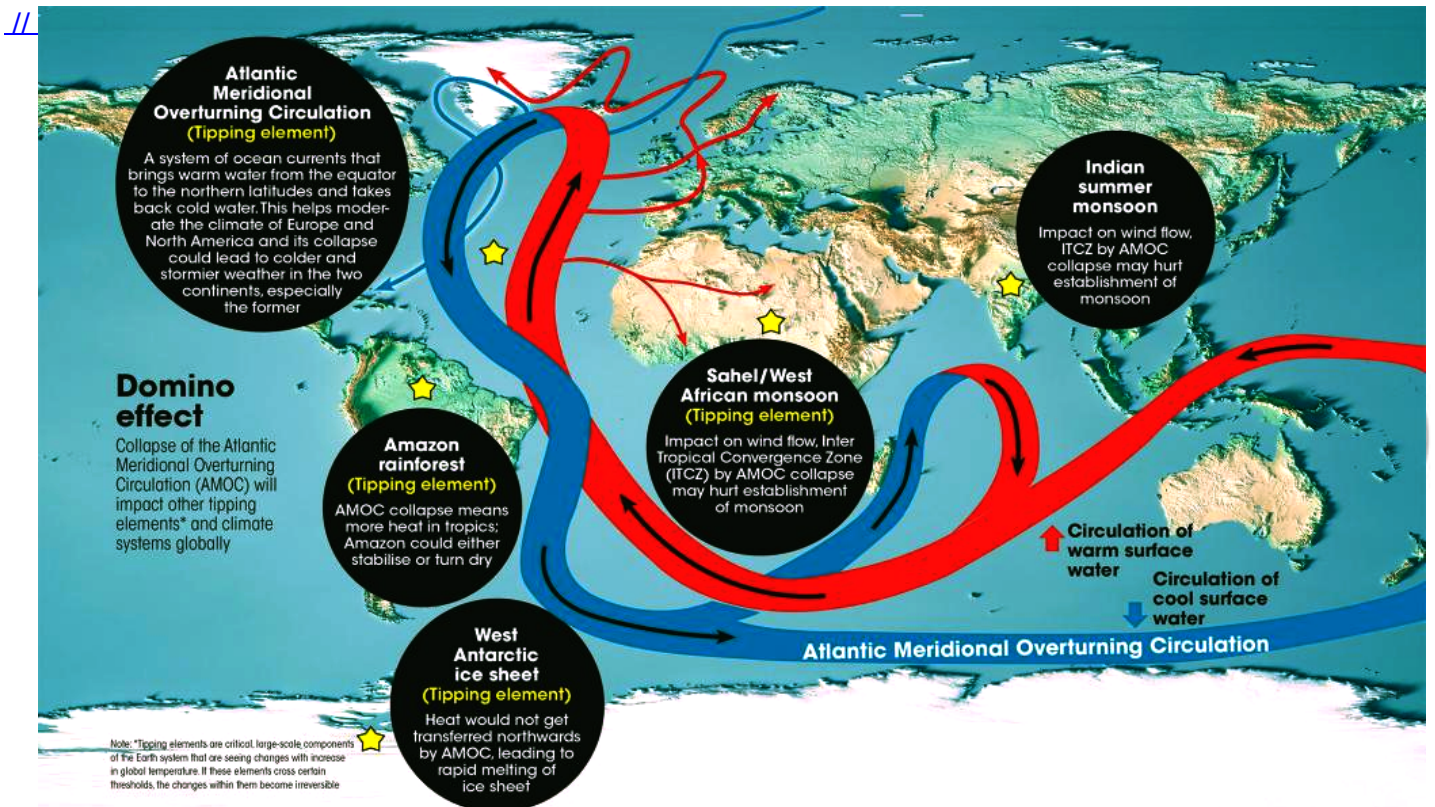 //
Atlantic
Meridional
Overturning Circulation
(Tipping element)
A system of ocean currents that
brings warm water from the equator
to the northern latitudes and takes
back cold water. This helps moder-
ate the climate of Europe and
North America and its collapse
could lead to colder and
stormier weather in the two
continents, especially
the former
Indian
summer
monsoon
Impact on wind flow,
ITCZ by AMOC
collapse may hurt
establishment of
monsoon
Domino
effect
Collapse of the Atlantic
Meridional Overturning
Circulation (AMOC) will
impact other tipping
elements* and climate
systems globally
Sahel/West
African monsoon
(Tipping element)
Impact on wind flow, Inter
Tropical Convergence Zone
(ITCZ) by AMOC collapse
may hurt establishment
of monsoon
Amazon
rainforest
(Tipping element)
AMOC collapse means
more heat in tropics;
Amazon could either
stabilise or turn dry
Circulation of
warm surface
water
Circulation of
cool surface
water
Atlantic Meridional Overturning Circulation
West
Antarctic
ice sheet
(Tipping element)
Heat would not get
transferred northwards
by AMOC, leading to
rapid melting of
ice sheet
Note: *Tipping elements are critical, large-scale components
of the Earth system that are seeing changes with increase
in global temperature. If these elements cross certain
thresholds, the changes within them become irreversible